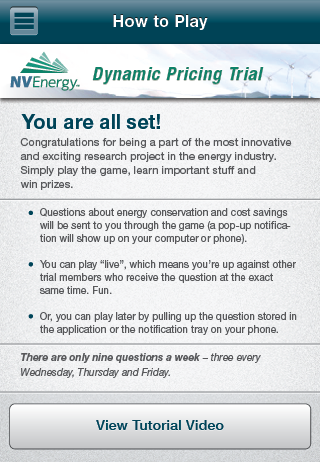 How to Play
NVEnergy™ Dynamic Pricing Trial
You are all set!
Congratulations for being a part of the most innovative
and exciting research project in the energy industry.
Simply play the game, learn important stuff and
win prizes.
• Questions about energy conservation and cost savings
will be sent to you through the game (a pop-up notifica-
tion will show up on your computer or phone).
• You can play “live”, which means you’re up against other
trial members who receive the question at the exact
same time. Fun.
• Or, you can play later by pulling up the question stored in
the application or the notification tray on your phone.
There are only nine questions a week – three every
Wednesday, Thursday and Friday.
View Tutorial Video